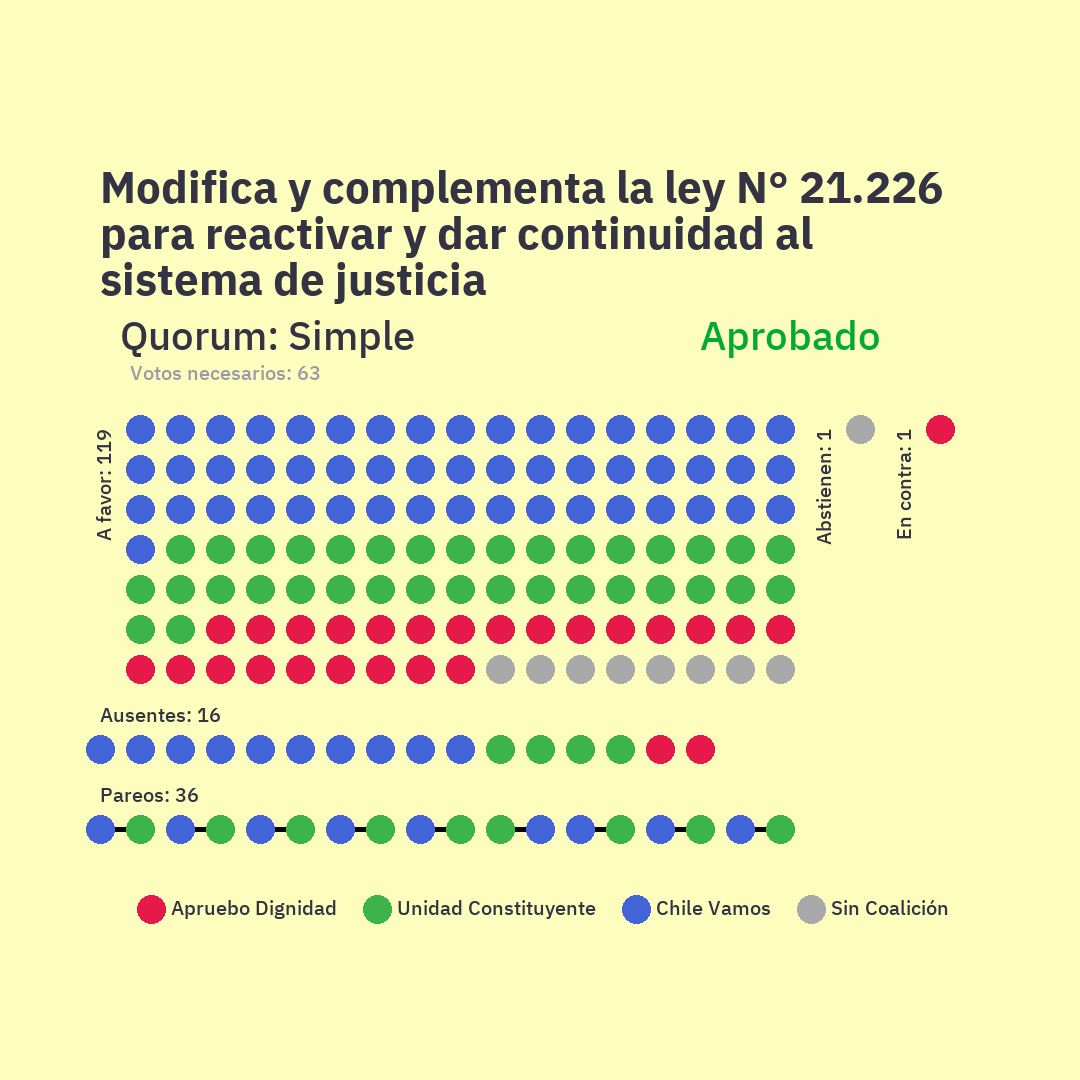 Modifica y complementa la ley N° 21.226
para reactivar y dar continuidad al
sistema de justicia
Quorum: Simple
Aprobado
Votos necesarios: 63
A favor: 119
Abstienen: 1
En contra: 1
Ausentes: 16
Pareos: 36
Apruebo Dignidad
Unidad Constituyente
Chile Vamos
Sin Coalición